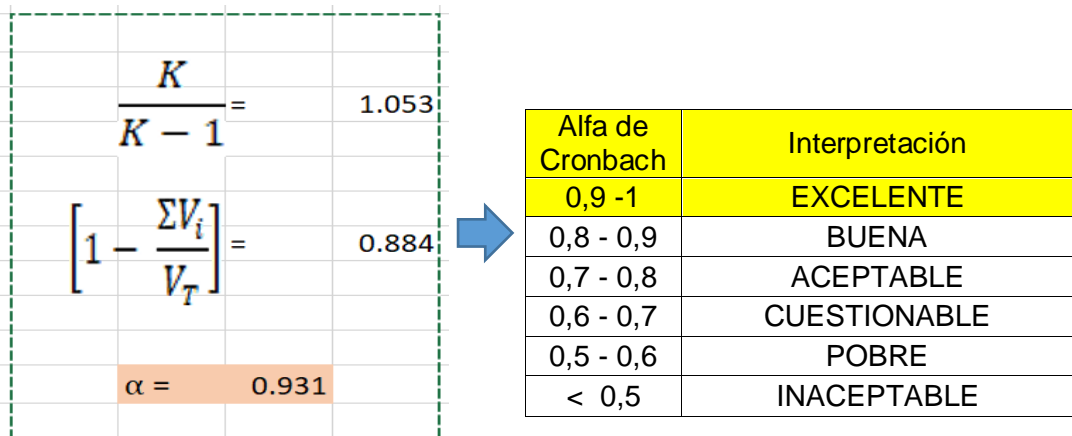 K
K − 1
= 1.053
[1 − ΣVi
VT] = 0.884
α = 0.931
Alfa de
Cronbach
Interpretación
0,9 -1 EXCELENTE
0,8 - 0,9 BUENA
0,7 - 0,8 ACEPTABLE
0,6 - 0,7 CUESTIONABLE
0,5 - 0,6 POBRE
< 0,5 INACEPTABLE